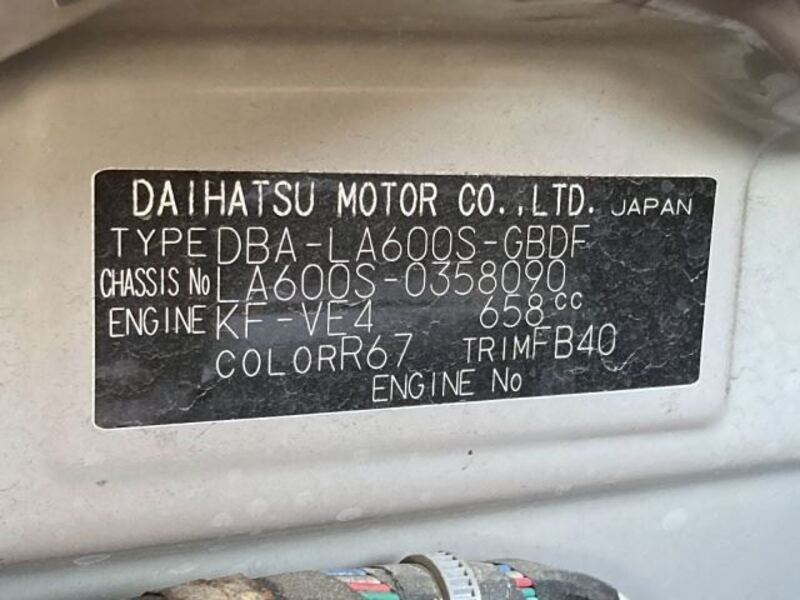 DAIHATSU MOTOR CO.,LTD. JAPAN
TYPE DBA-LA600S-GBDF
CHASSIS No LA600S-0358090
ENGINE KF-VE4 658cc
COLOR R67 TRIM FB40
ENGINE No